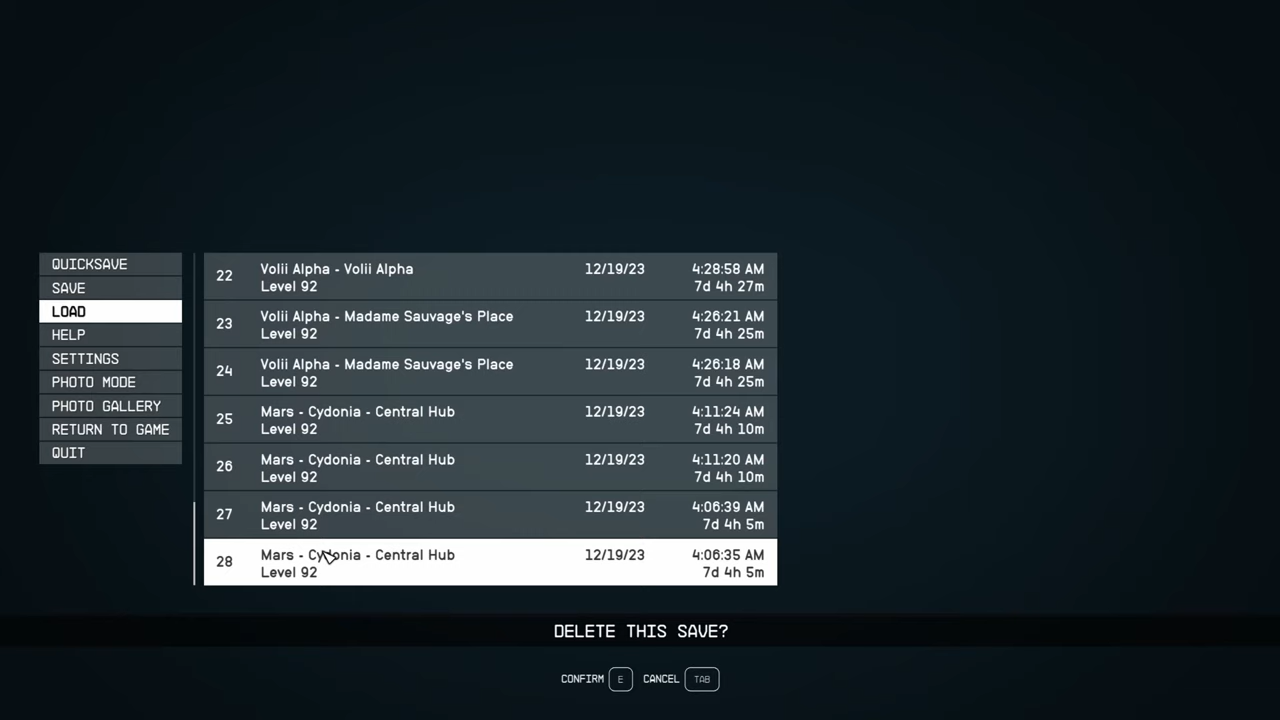 QUICKSAVE
SAVE
LOAD
HELP
SETTINGS
PHOTO MODE
PHOTO GALLERY
RETURN TO GAME
QUIT
22 Volii Alpha - Volii Alpha 12/19/23 4:28:58 AM
Level 92 7d 4h 27m
23 Volii Alpha - Madame Sauvage's Place 12/19/23 4:26:21 AM
Level 92 7d 4h 25m
24 Volii Alpha - Madame Sauvage's Place 12/19/23 4:26:18 AM
Level 92 7d 4h 25m
25 Mars - Cydonia - Central Hub 12/19/23 4:11:24 AM
Level 92 7d 4h 10m
26 Mars - Cydonia - Central Hub 12/19/23 4:11:20 AM
Level 92 7d 4h 10m
27 Mars - Cydonia - Central Hub 12/19/23 4:06:39 AM
Level 92 7d 4h 5m
28 Mars - Cydonia - Central Hub 12/19/23 4:06:35 AM
Level 92 7d 4h 5m
DELETE THIS SAVE?
CONFIRM E CANCEL TAB